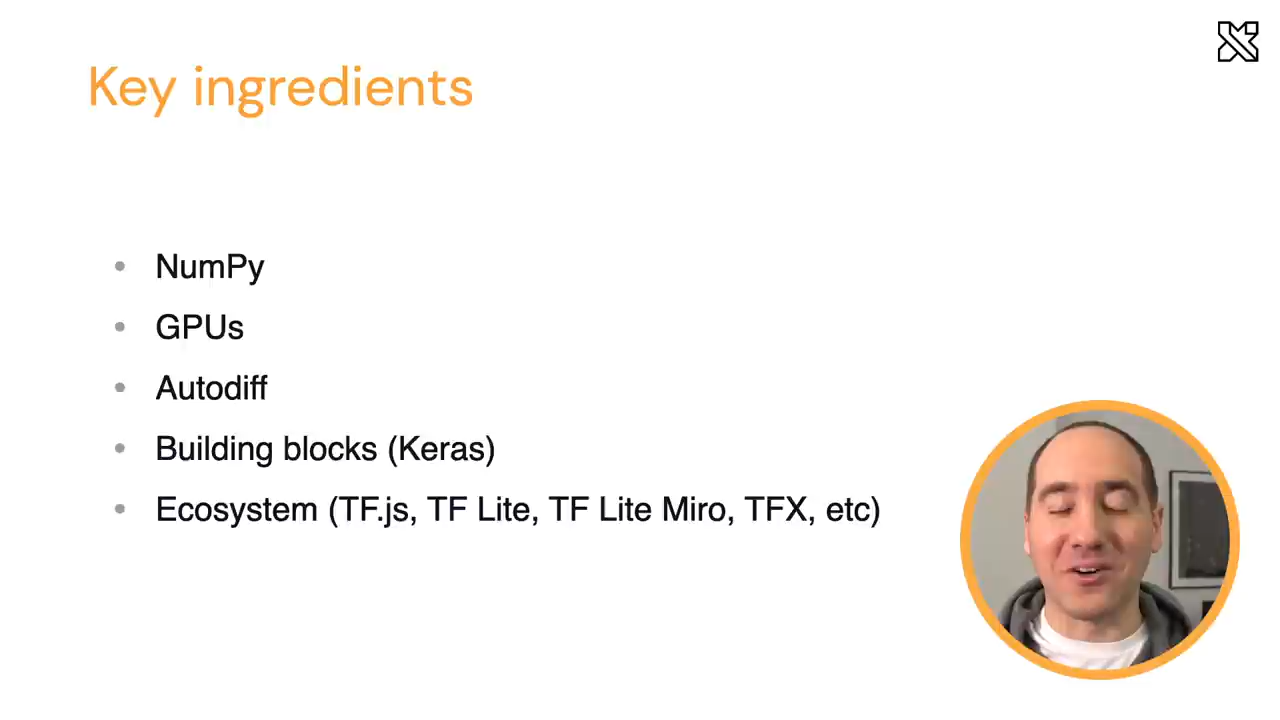 Key ingredients
• NumPy
• GPUs
• Autodiff
• Building blocks (Keras)
• Ecosystem (TF.js, TF Lite, TF Lite Miro, TFX, etc)